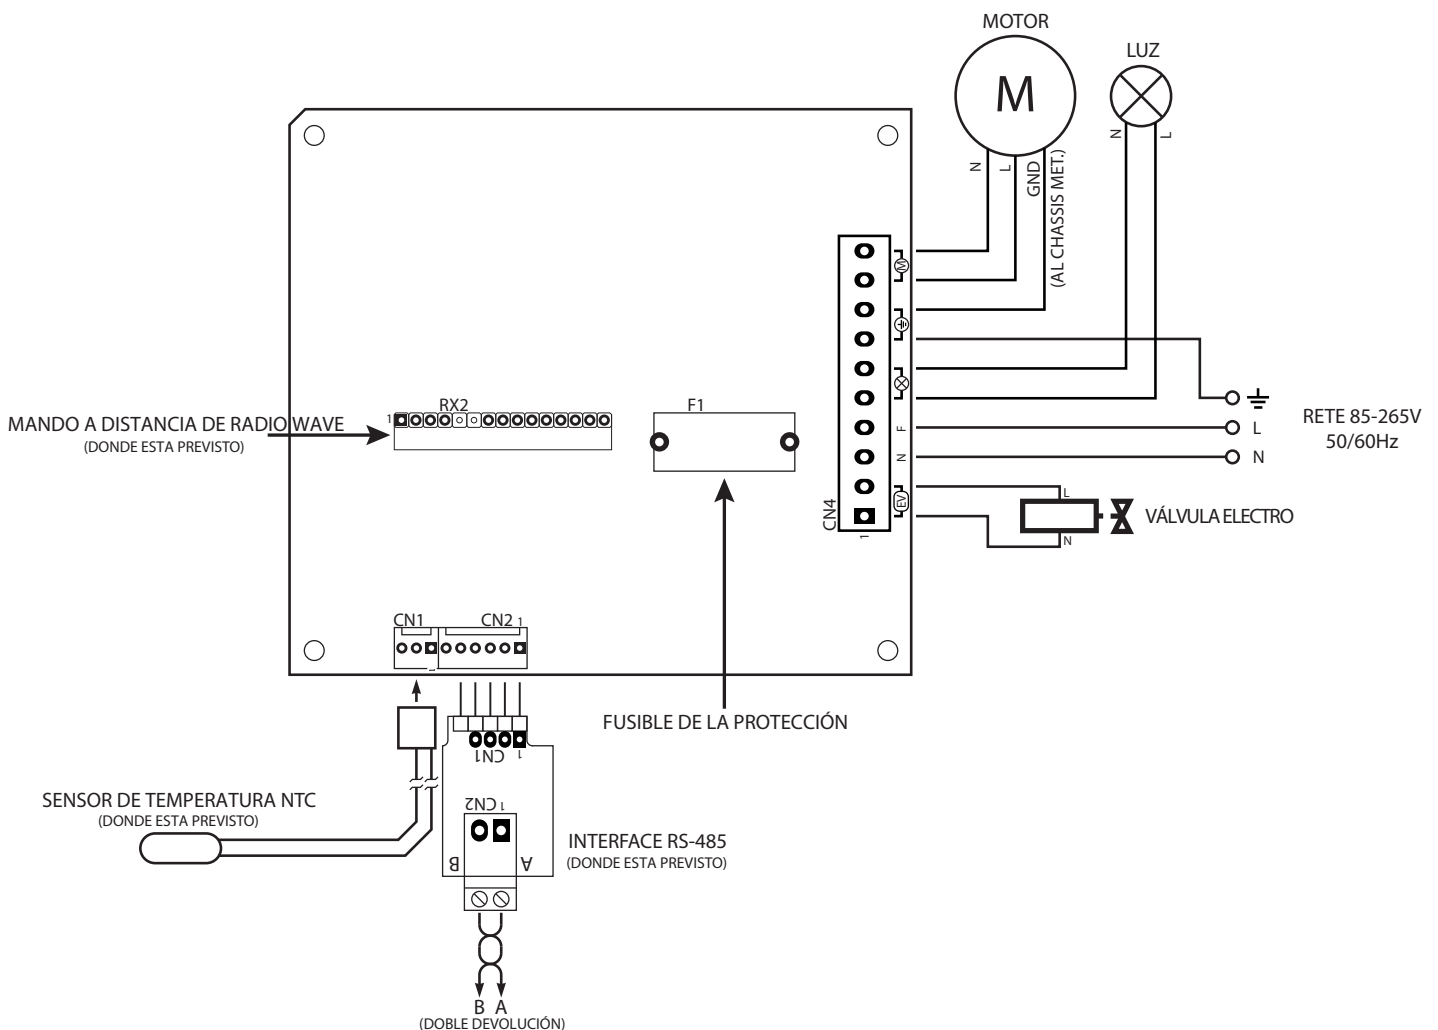 MOTOR
LUZ
M
N
L
N
L
GND
(AL CHASSIS MET.)
M
RX2
1
F1
MANDO A DISTANCIA DE RADIO WAVE
(DONDE ESTA PREVISTO)
F
N
RETE 85-265V
50/60Hz
L
N
EV
CN4
1
L
N
VÁLVULA ELECTRO
CN1
CN2 1
1
FUSIBLE DE LA PROTECCIÓN
CN1
1
SENSOR DE TEMPERATURA NTC
(DONDE ESTA PREVISTO)
CN2
1
INTERFACE RS-485
(DONDE ESTA PREVISTO)
B
A
B A
(DOBLE DEVOLUCIÓN)